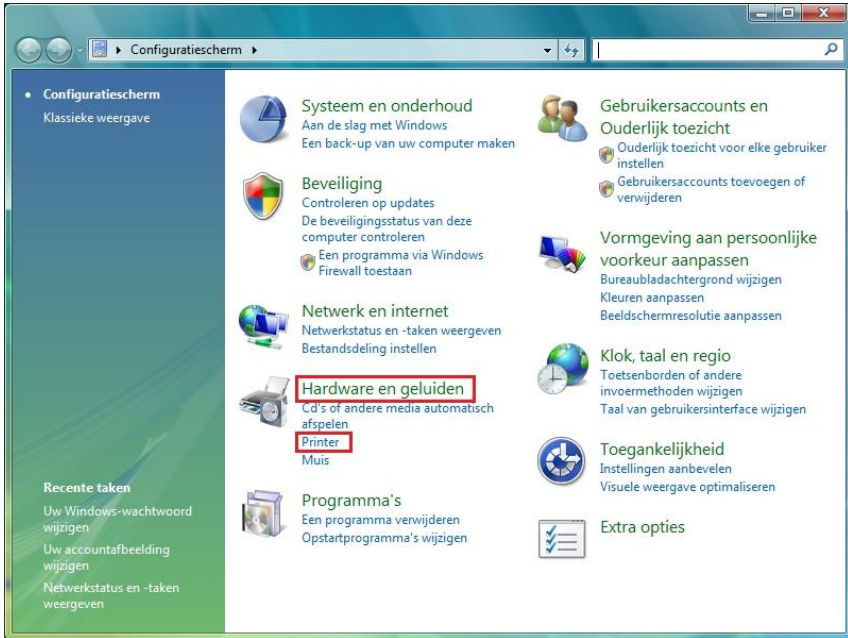 Configuratiescherm
Configuratiescherm
Klassieke weergave
Recente taken
Uw Windows-wachtwoord
wijzigen
Uw accountafbeelding
wijzigen
Netwerkstatus en -taken
weergeven
Systeem en onderhoud
Aan de slag met Windows
Een back-up van uw computer maken
Beveiliging
Controleren op updates
De beveiligingsstatus van deze
computer controleren
Een programma via Windows
Firewall toestaan
Netwerk en internet
Netwerkstatus en -taken weergeven
Bestandsdeling instellen
Hardware en geluiden
Cd's of andere media automatisch
afspelen
Printer
Muis
Programma's
Een programma verwijderen
Opstartprogramma's wijzigen
Gebruikersaccounts en
Ouderlijk toezicht
Ouderlijk toezicht voor elke gebruiker
instellen
Gebruikersaccounts toevoegen of
verwijderen
Vormgeving aan persoonlijke
voorkeur aanpassen
Bureaubladachtergrond wijzigen
Kleuren aanpassen
Beeldschermresolutie aanpassen
Klok, taal en regio
Toetsenborden of andere
invoermethoden wijzigen
Taal van gebruikersinterface wijzigen
Toegankelijkheid
Instellingen aanbevelen
Visuele weergave optimaliseren
Extra opties